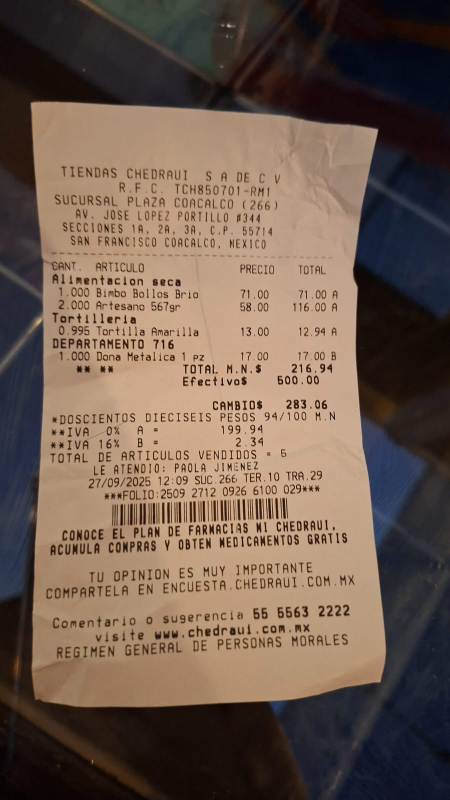 TIENDAS CHEDRAUI S A DE C V
R.F.C. TCH850701-RM1
SUCURSAL PLAZA COACALCO (266)
AV. JOSE LOPEZ PORTILLO #344
SECCIONES 1A, 2A, 3A, C.P. 55714
SAN FRANCISCO COACALCO, MEXICO
CANT. ARTICULO PRECIO TOTAL
Alimentacion seca
1.000 Bimbo Bollos Brio 71.00 71.00 A
2.000 Artesano 567gr 58.00 116.00 A
Tortilleria
0.995 Tortilla Amarilla 13.00 12.94 A
DEPARTAMENTO 716
1.000 Dona Metalica 1 pz 17.00 17.00 B
** ** TOTAL M.N.$ 216.94
Efectivo$ 500.00
CAMBIO$ 283.06
*DOSCIENTOS DIECISEIS PESOS 94/100 M.N
**IVA 0% A = 199.94
**IVA 16% B = 2.34
TOTAL DE ARTICULOS VENDIDOS = 5
LE ATENDIO: PAOLA JIMENEZ
27/09/2025 12:09 SUC.266 TER.10 TRA.29
***FOLIO:2509 2712 0926 6100 029***
CONOCE EL PLAN DE FARMACIAS MI CHEDRAUI,
ACUMULA COMPRAS Y OBTEN MEDICAMENTOS GRATIS
TU OPINION ES MUY IMPORTANTE
COMPARTELA EN ENCUESTA.CHEDRAUI.COM.MX
Comentario o sugerencia 55 5563 2222
visite www.chedraui.com.mx
REGIMEN GENERAL DE PERSONAS MORALES